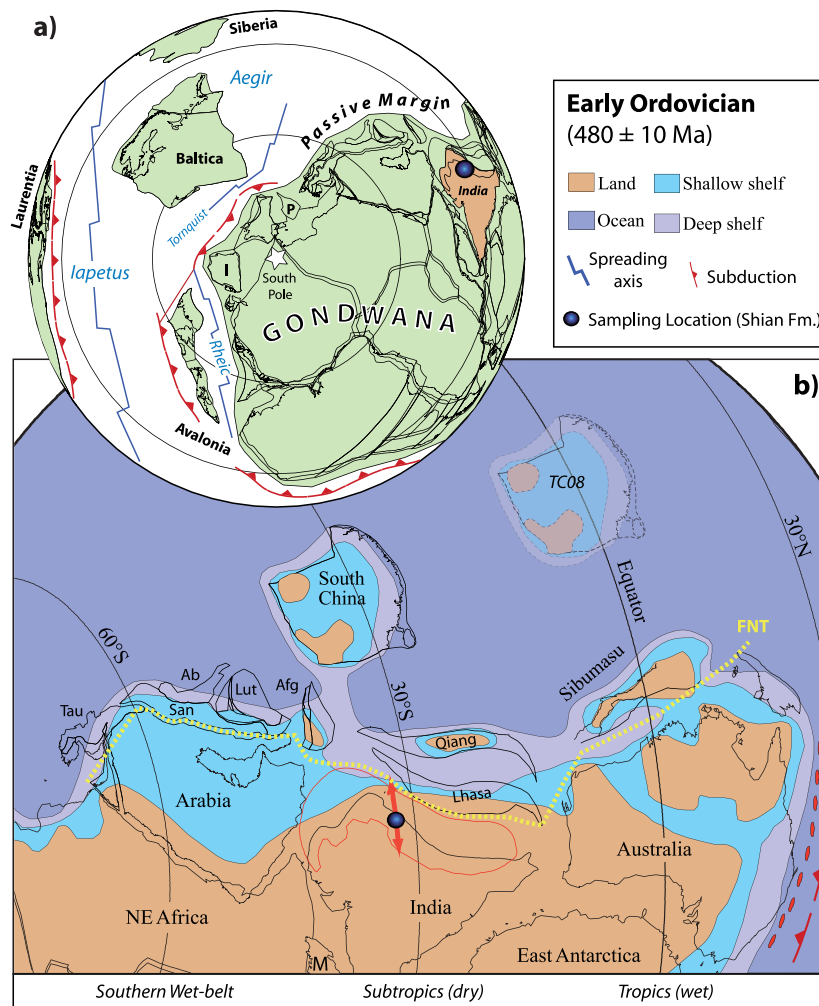 a)
Siberia
Aegir
Passive Margin
Baltica
India
Laurentia
Tornquist
P
Iapetus
I
South
Pole
GONDWANA
Rheic
Avalonia
Early Ordovician
(480 ± 10 Ma)
Land
Shallow shelf
Ocean
Deep shelf
Spreading
axis
Subduction
Sampling Location (Shian Fm.)
b)
TC08
30°N
South
China
Equator
FNT
60°S
Ab
Lut
Afg
Sibumasu
Tau
San
30°S
Qiang
Lhasa
Arabia
Australia
NE Africa
India
East Antarctica
M
Southern Wet-belt
Subtropics (dry)
Tropics (wet)